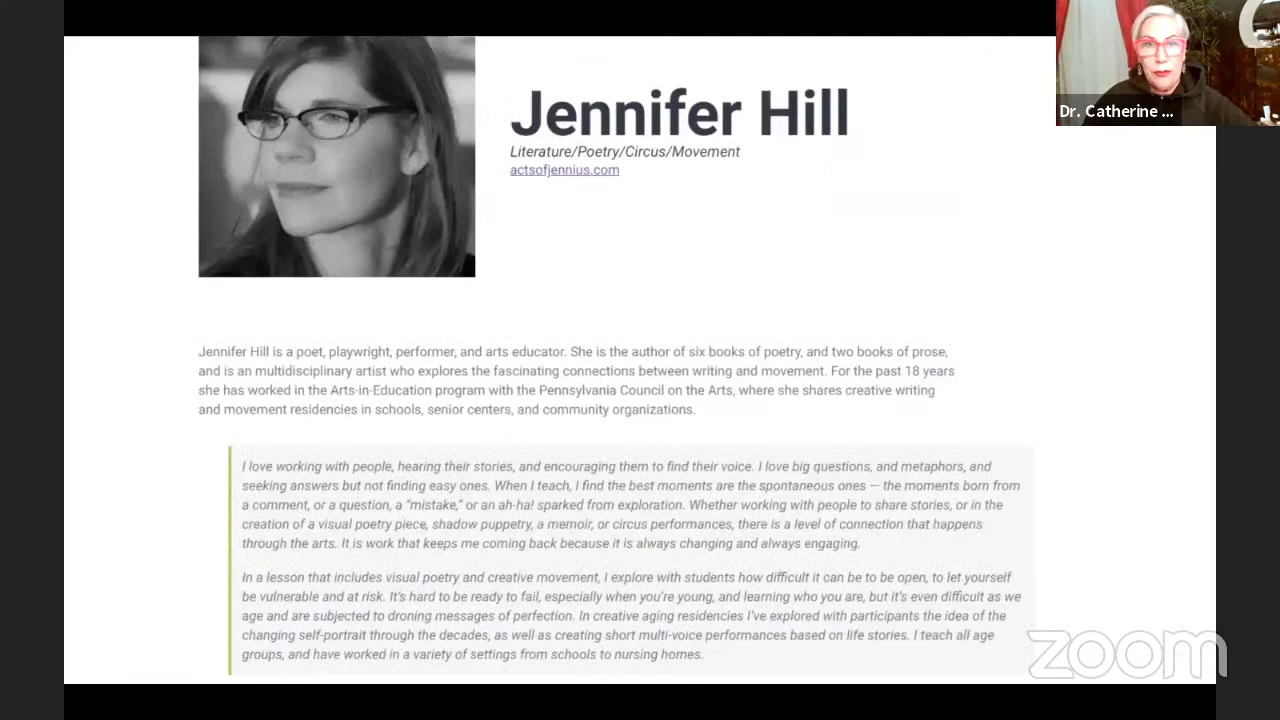 Jennifer Hill
Literature/Poetry/Circus/Movement
actsofjennius.com
Dr. Catherine ...
Jennifer Hill is a poet, playwright, performer, and arts educator. She is the author of six books of poetry, and two books of prose,
and is an multidisciplinary artist who explores the fascinating connections between writing and movement. For the past 18 years
she has worked in the Arts-in-Education program with the Pennsylvania Council on the Arts, where she shares creative writing
and movement residencies in schools, senior centers, and community organizations.
I love working with people, hearing their stories, and encouraging them to find their voice. I love big questions, and metaphors, and
seeking answers but not finding easy ones. When I teach, I find the best moments are the spontaneous ones — the moments born from
a comment, or a question, a “mistake,” or an ah-ha! sparked from exploration. Whether working with people to share stories, or in the
creation of a visual poetry piece, shadow puppetry, a memoir, or circus performances, there is a level of connection that happens
through the arts. It is work that keeps me coming back because it is always changing and always engaging.
In a lesson that includes visual poetry and creative movement, I explore with students how difficult it can be to be open, to let yourself
be vulnerable and at risk. It’s hard to be ready to fail, especially when you’re young, and learning who you are, but it’s even difficult as we
age and are subjected to droning messages of perfection. In creative aging residencies I’ve explored with participants the idea of the
changing self-portrait through the decades, as well as creating short multi-voice performances based on life stories. I teach all age
groups, and have worked in a variety of settings from schools to nursing homes.
zoom